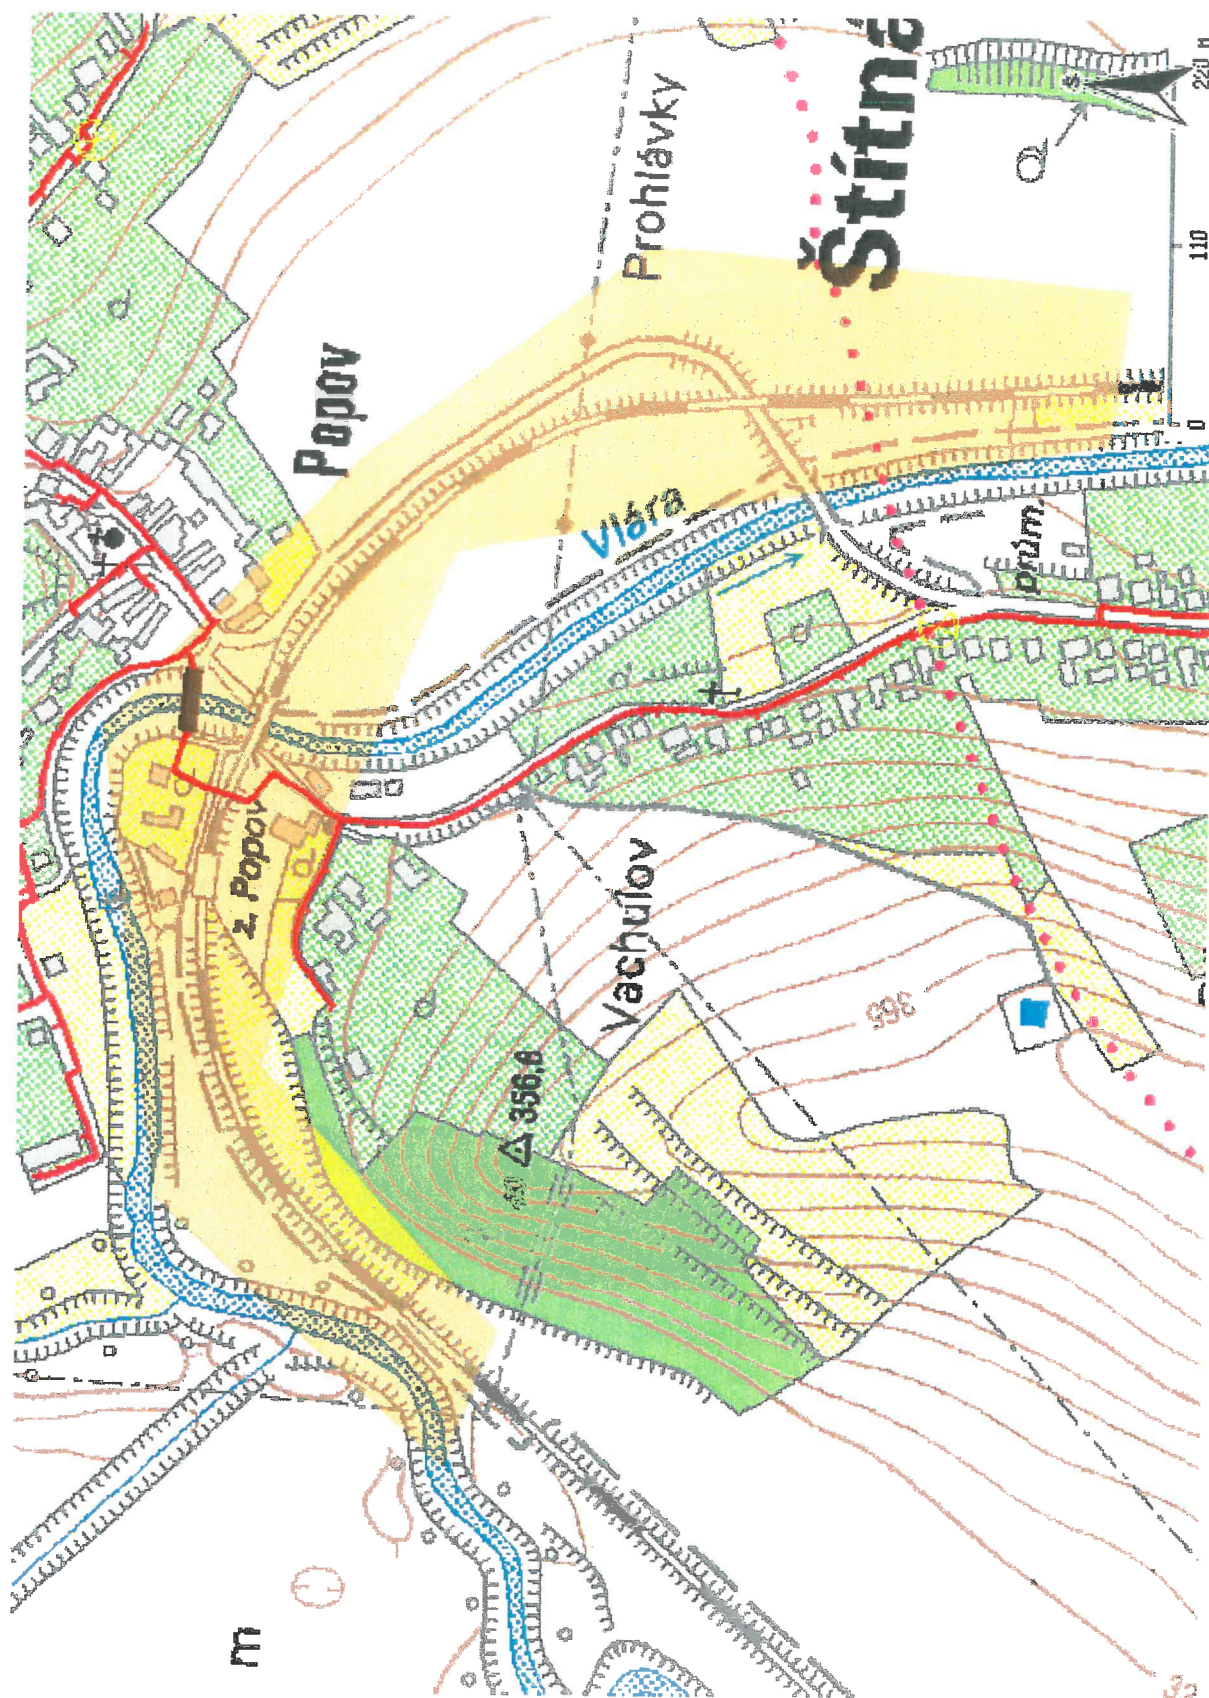 Štítná
Prohlávky
Popov
Vlára
z. Popov
Vachulov
356.6
365
prům.
S
0
110
220 M
m